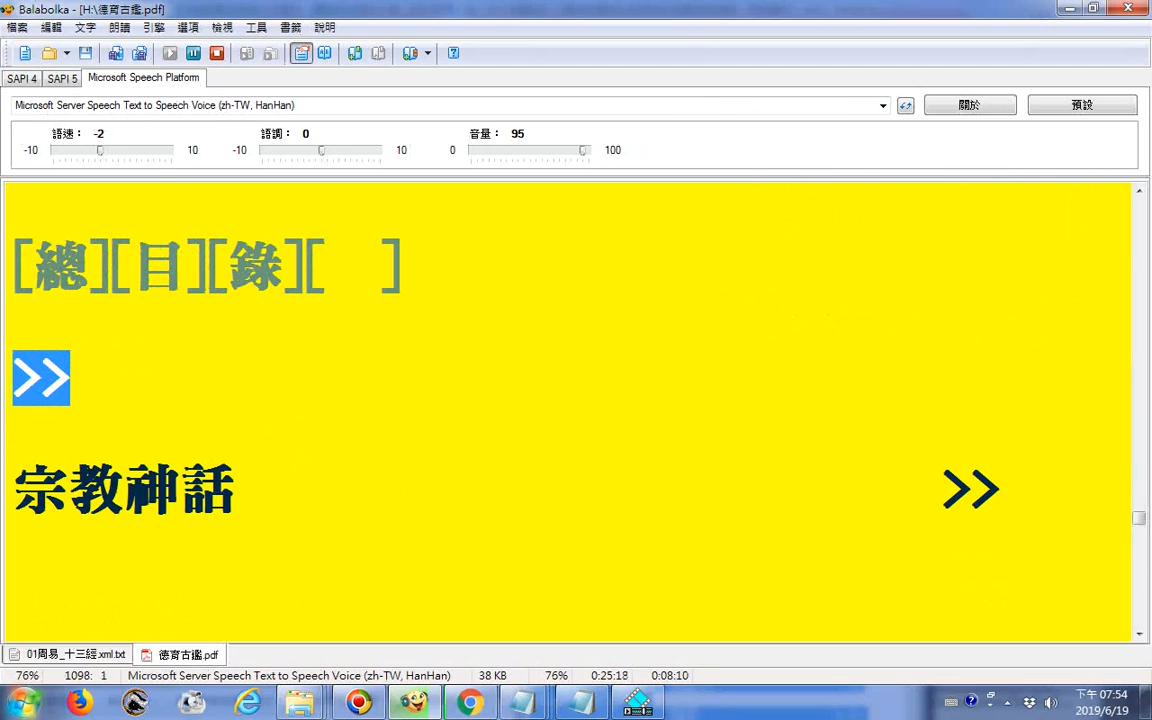 Balabolka - [H:\德育古鑑.pdf]
檔案 編輯 文字 朗讀 引擎 選項 檢視 工具 書籤 說明
SAPI 4 SAPI 5 Microsoft Speech Platform
Microsoft Server Speech Text to Speech Voice (zh-TW, HanHan) 關於 預設
語速： -2 語調： 0 音量： 95
-10 10 -10 10 0 100
[總][目][錄][ ]
>>
宗教神話 >>
01周易_十三經.xml.txt 德育古鑑.pdf
76% 1098: 1 Microsoft Server Speech Text to Speech Voice (zh-TW, HanHan) 38 KB 76% 0:25:18 0:08:10
下午 07:54
2019/6/19